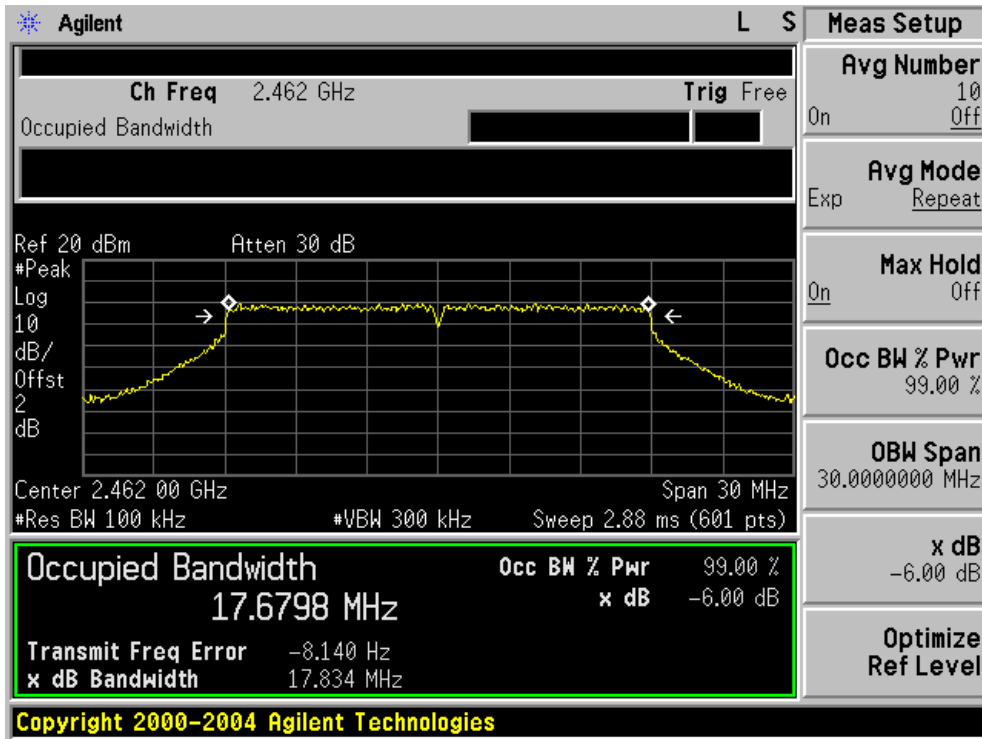 Agilent L S
Ch Freq 2.462 GHz Trig Free
Occupied Bandwidth
Ref 20 dBm Atten 30 dB
#Peak
Log
10
dB/
Offst
2
dB
Center 2.462 00 GHz Span 30 MHz
#Res BW 100 kHz #VBW 300 kHz Sweep 2.88 ms (601 pts)
Occupied Bandwidth Occ BW % Pwr 99.00 %
17.6798 MHz x dB -6.00 dB
Transmit Freq Error -8.140 Hz
x dB Bandwidth 17.834 MHz
Copyright 2000-2004 Agilent Technologies
Meas Setup
Avg Number
10
On Off
Avg Mode
Exp Repeat
Max Hold
On Off
Occ BW % Pwr
99.00 %
OBW Span
30.0000000 MHz
x dB
-6.00 dB
Optimize
Ref Level